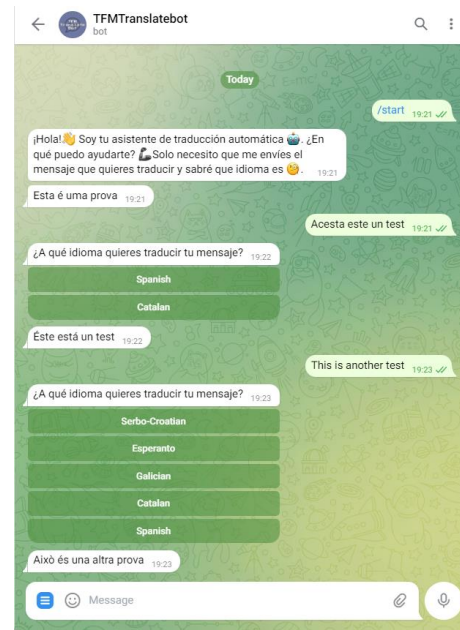 TFMTranslatebot
bot
Today
/start 19:21
¡Hola!👋 Soy tu asistente de traducción automática 🤖. ¿En
qué puedo ayudarte? 🦾Solo necesito que me envíes el
mensaje que quieres traducir y sabré que idioma es 🧐. 19:21
Esta é uma prova 19:21
Acesta este un test 19:21
¿A qué idioma quieres traducir tu mensaje? 19:22
Spanish
Catalan
Éste está un test 19:22
This is another test 19:23
¿A qué idioma quieres traducir tu mensaje? 19:23
Serbo-Croatian
Esperanto
Galician
Catalan
Spanish
Això és una altra prova 19:23
Message